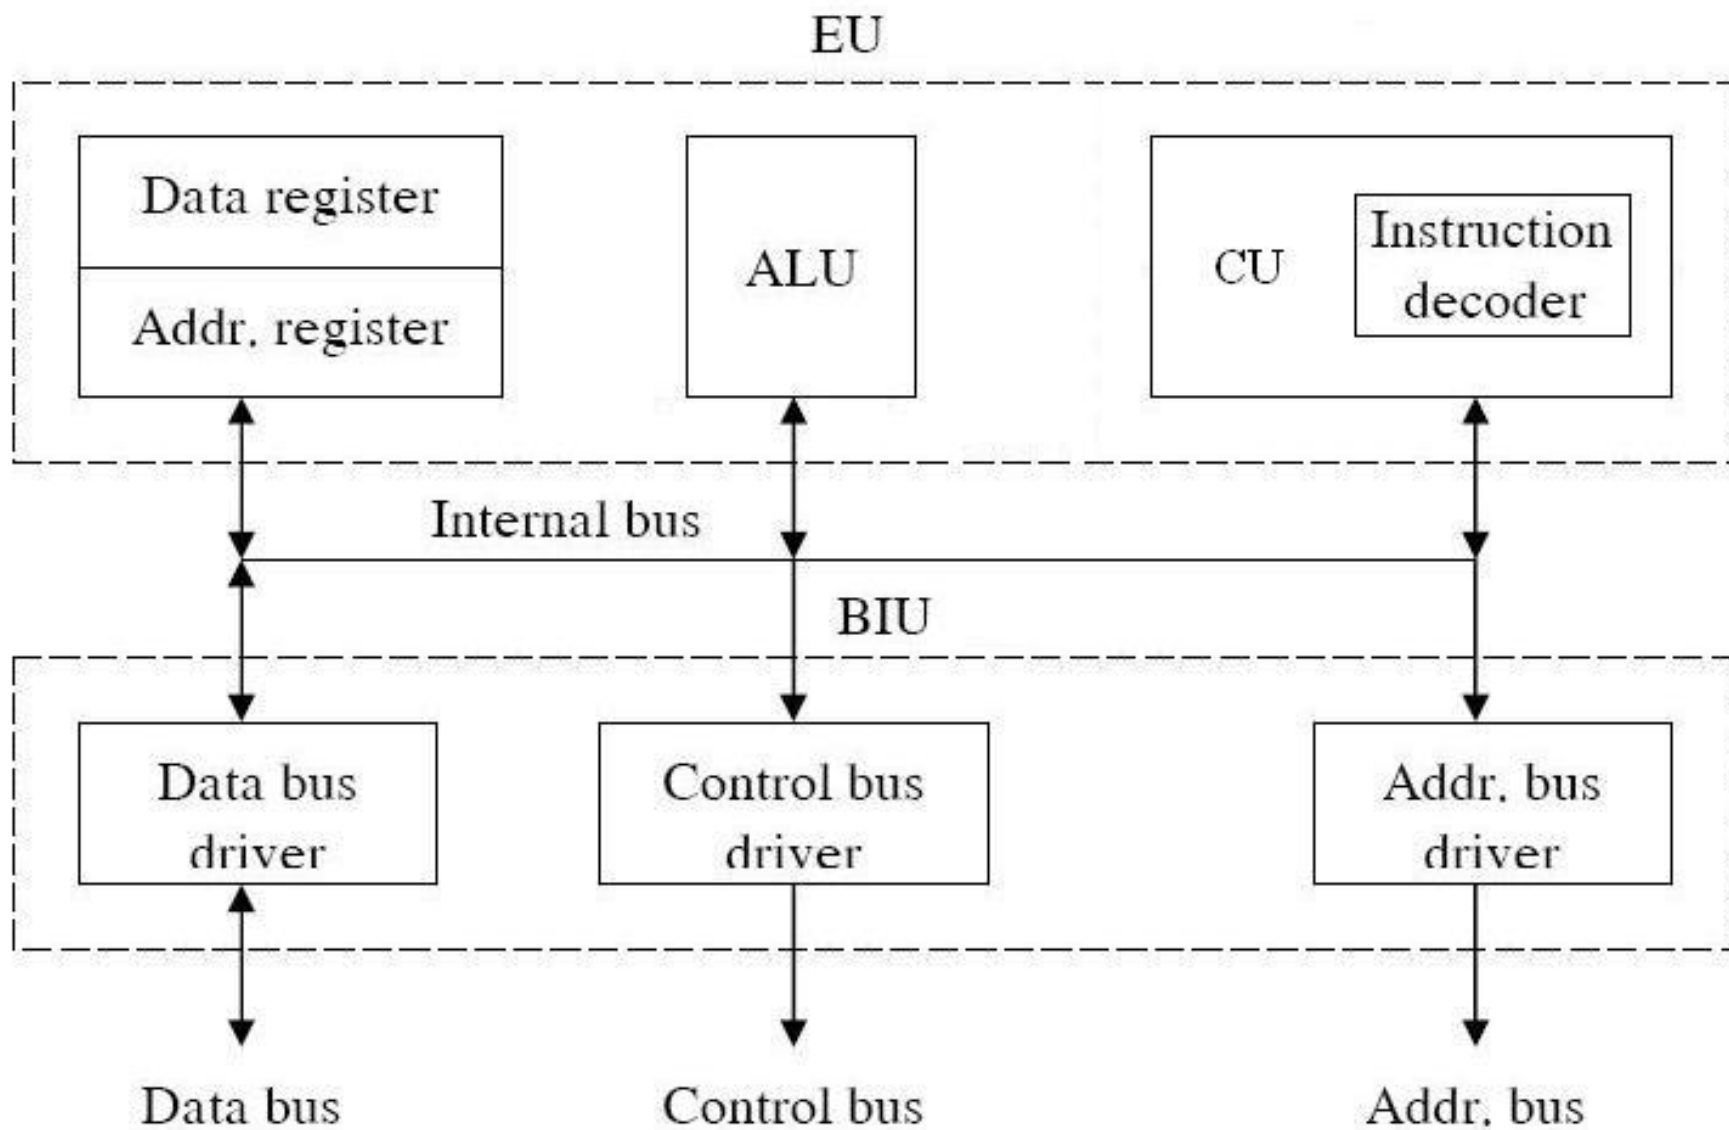 EU
Data register
Addr. register
ALU
CU
Instruction
decoder
Internal bus
BIU
Data bus
driver
Control bus
driver
Addr. bus
driver
Data bus
Control bus
Addr. bus